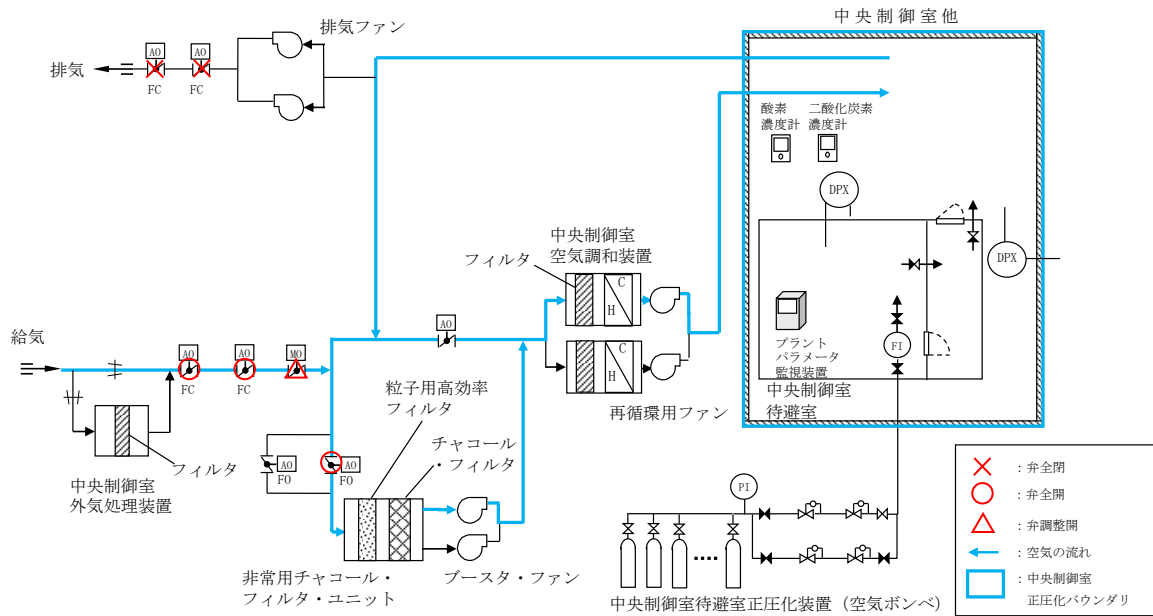 中央制御室他
排気ファン
排気
AO
AO
FC
FC
酸素
濃度計
二酸化炭素
濃度計
DPX
DPX
中央制御室
空気調和装置
フィルタ
C
H
C
H
AO
給気
AO
AO
MO
FC
FC
プラント
パラメータ
監視装置
FI
中央制御室
待避室
再循環用ファン
粒子用高効率
フィルタ
チャコール
・フィルタ
フィルタ
中央制御室
外気処理装置
AO
FO
AO
FO
非常用チャコール・
フィルタ・ユニット
ブースタ・ファン
PI
中央制御室待避室正圧化装置（空気ボンベ）
：弁全閉
：弁全開
：弁調整開
：空気の流れ
：中央制御室
正圧化バウンダリ